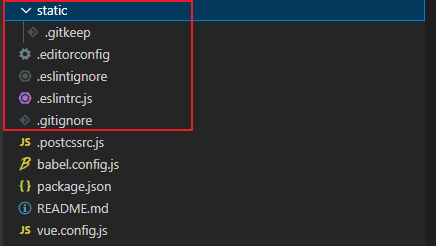 static
.gitkeep
.editorconfig
.eslintignore
.eslintrc.js
.gitignore
JS .postcssrc.js
babel.config.js
{ } package.json
README.md
JS vue.config.js